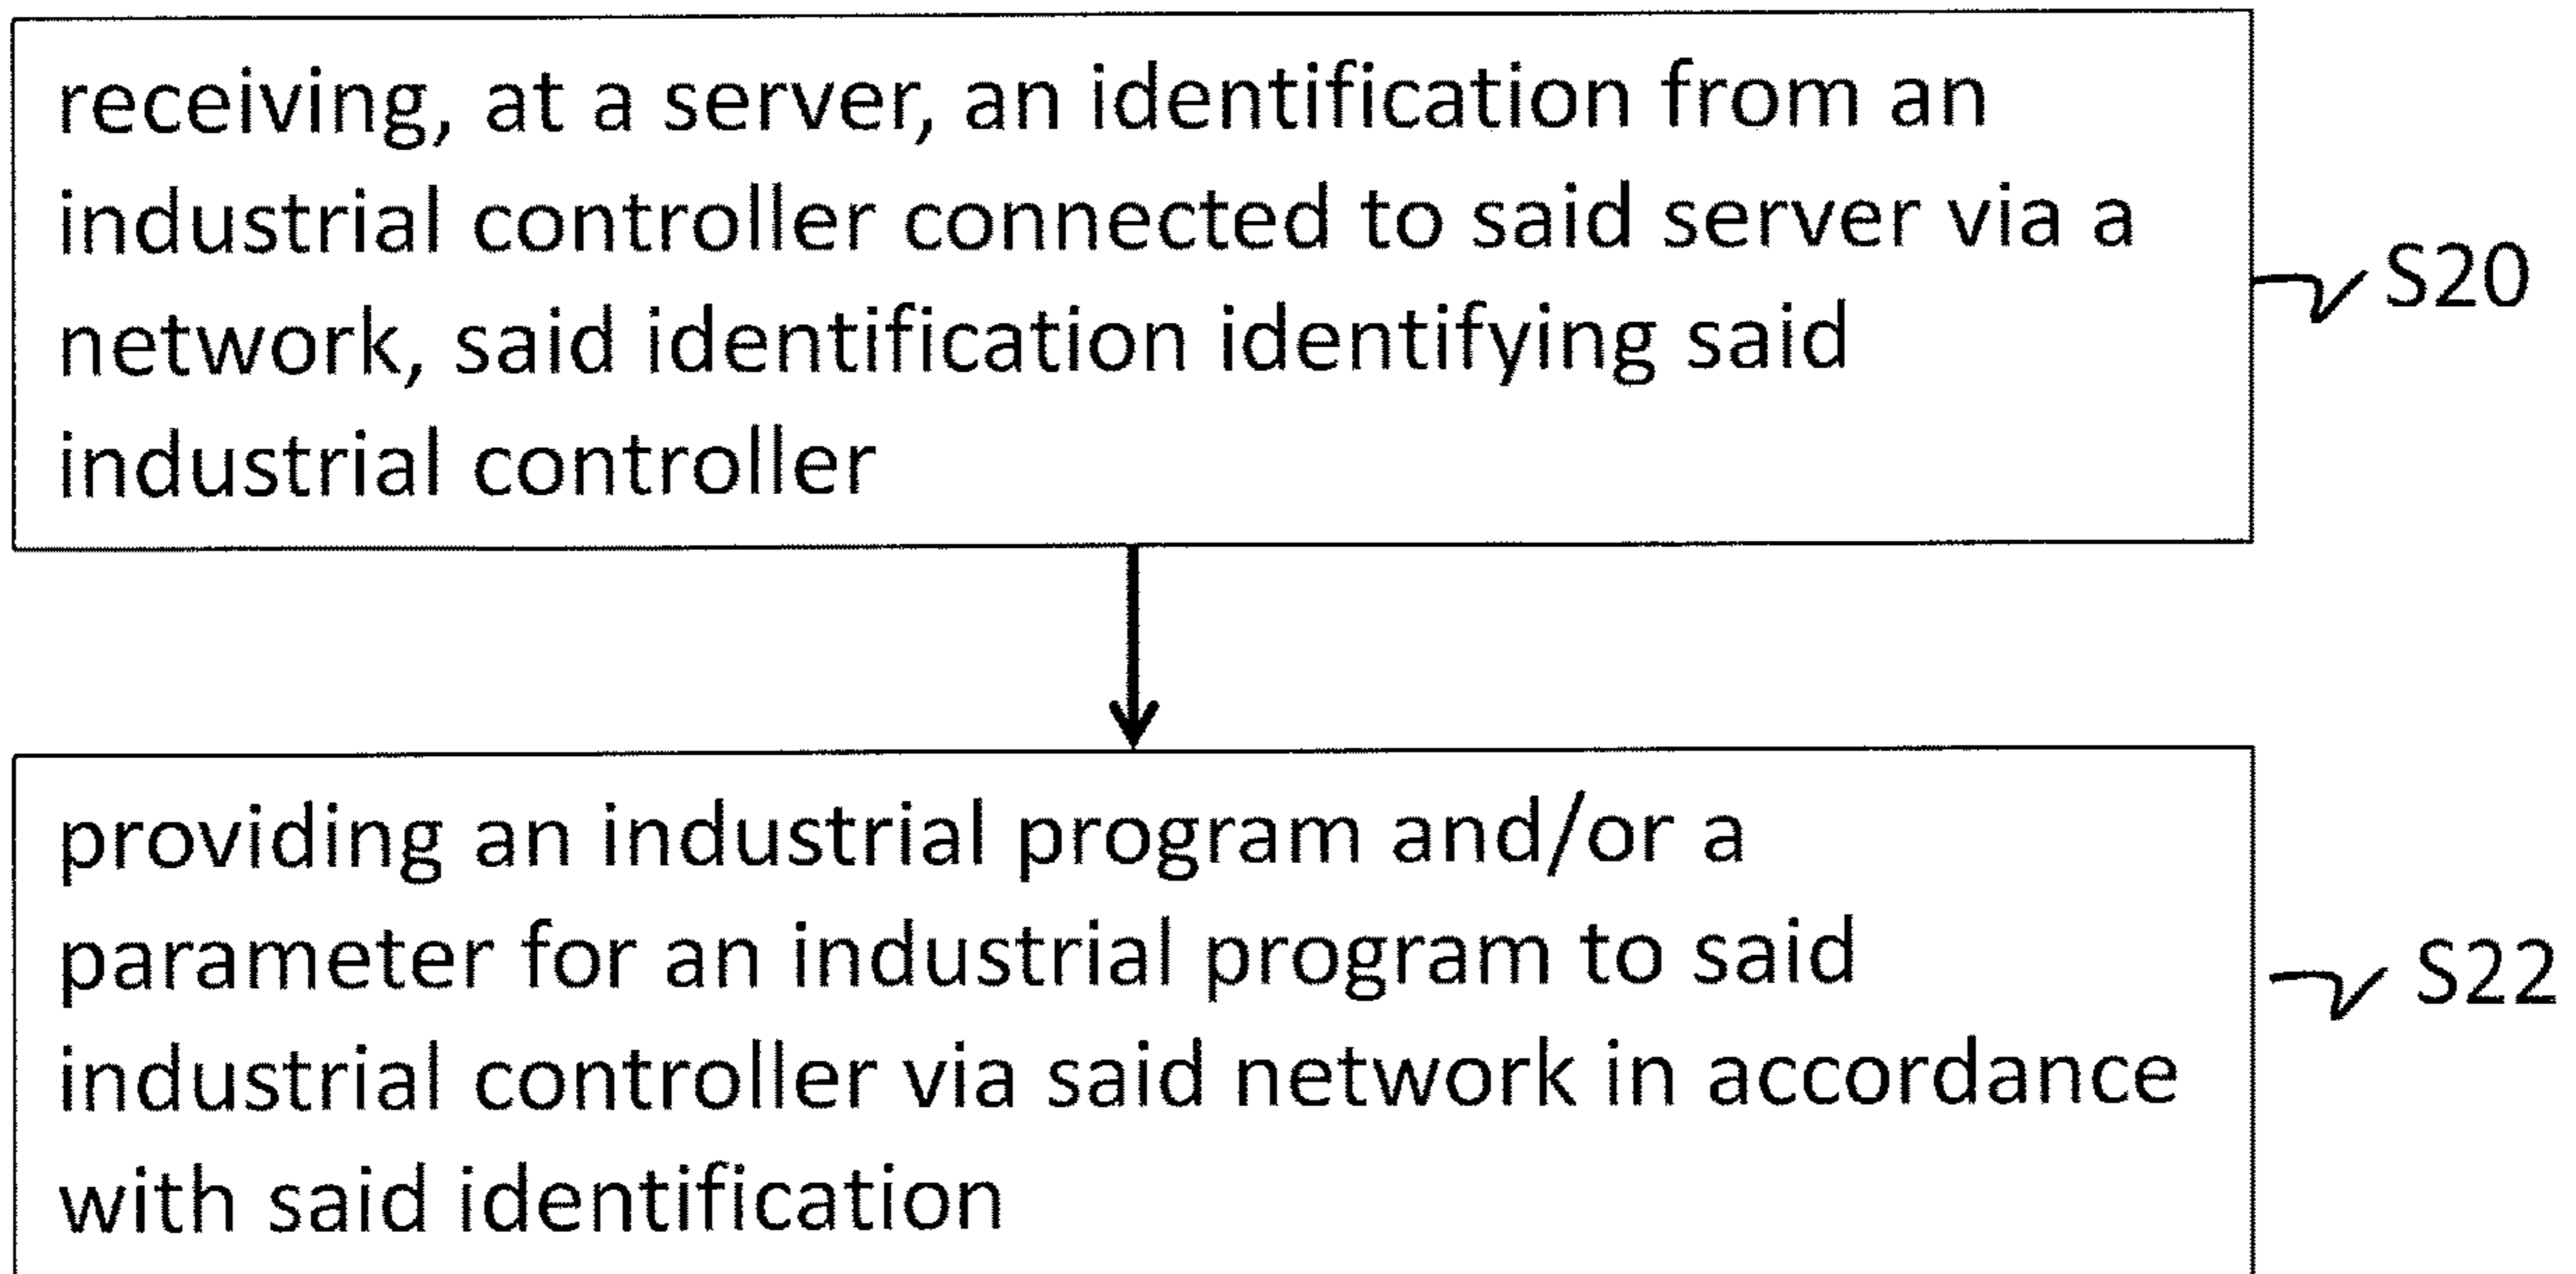 receiving, at a server, an identification from an
industrial controller connected to said server via a
network, said identification identifying said
industrial controller
S20
providing an industrial program and/or a
parameter for an industrial program to said
industrial controller via said network in accordance
with said identification
S22